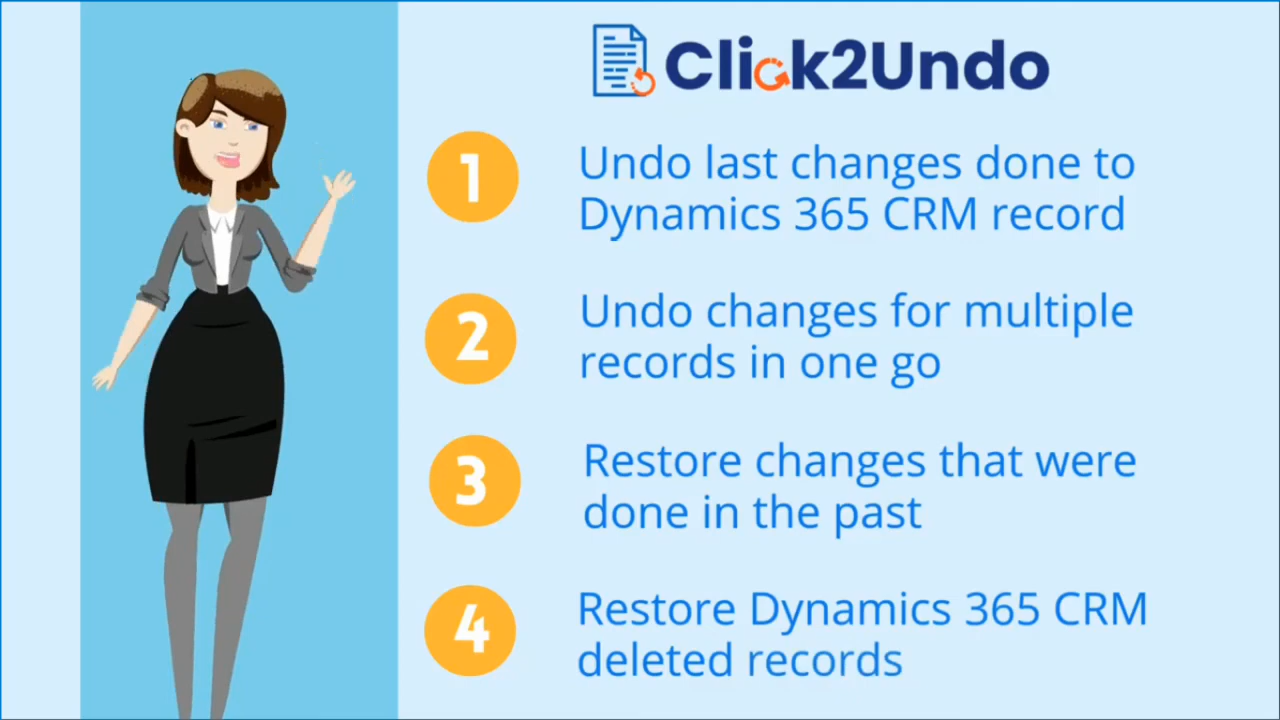 Click2Undo
1
Undo last changes done to
Dynamics 365 CRM record
2
Undo changes for multiple
records in one go
3
Restore changes that were
done in the past
4
Restore Dynamics 365 CRM
deleted records